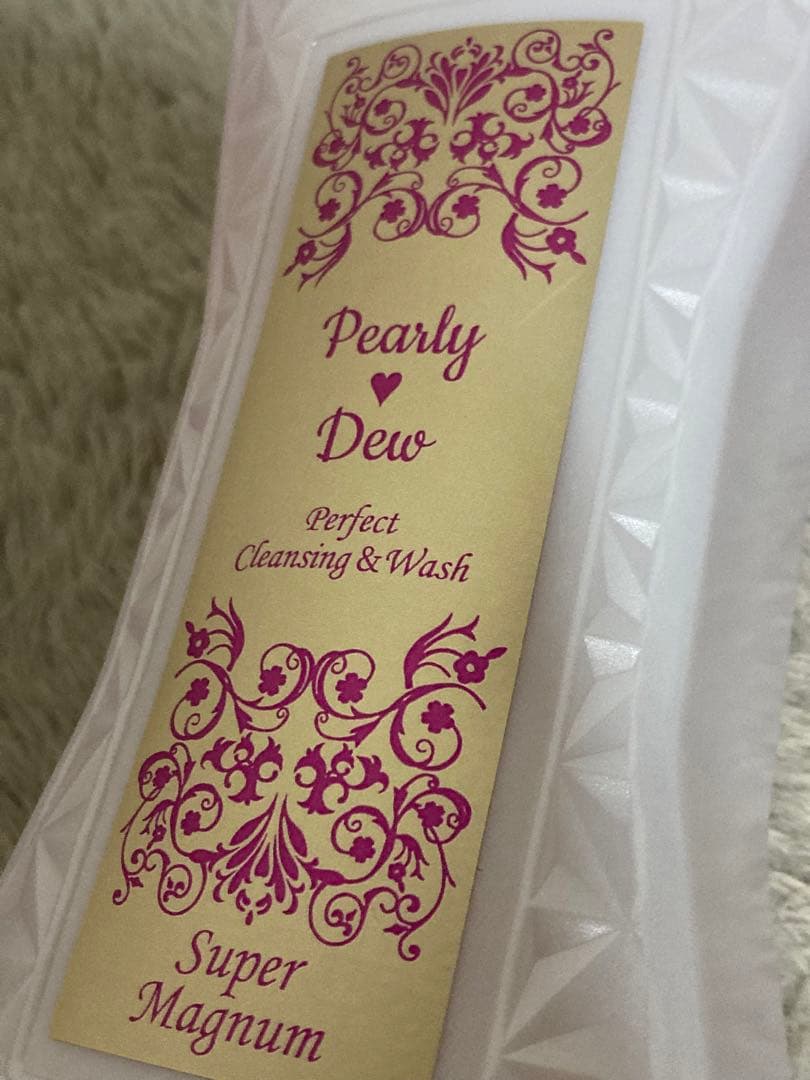 Pearly
♥
Dew
Perfect
Cleansing & Wash
Super
Magnum